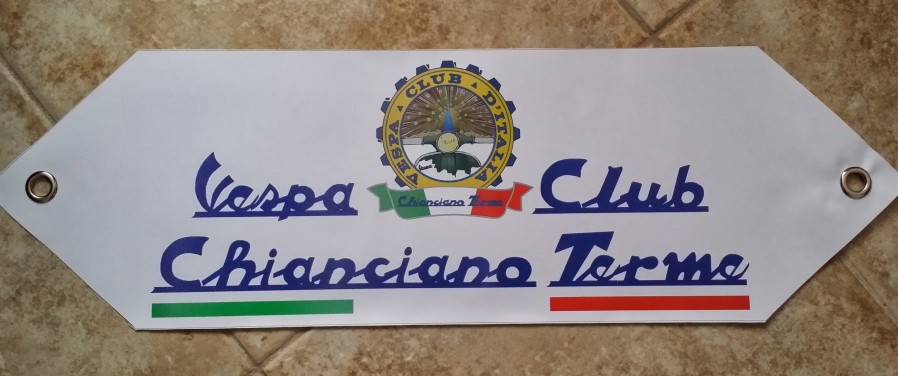 VESPA CLUB D'ITALIA
Chianciano Terme
Vespa Club
Chianciano Terme